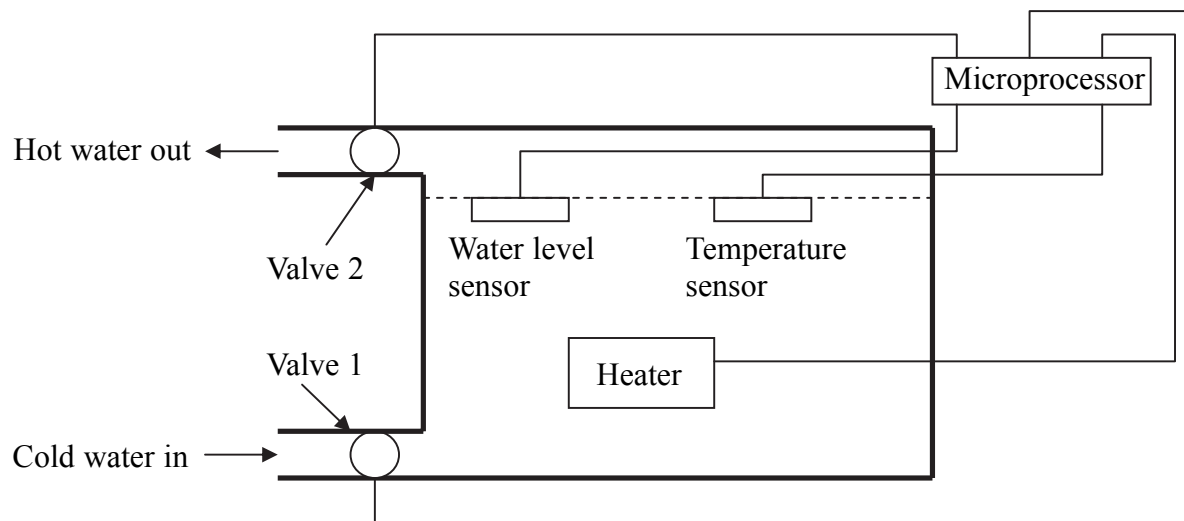 Microprocessor
Hot water out
Water level
sensor
Temperature
sensor
Valve 2
Valve 1
Heater
Cold water in